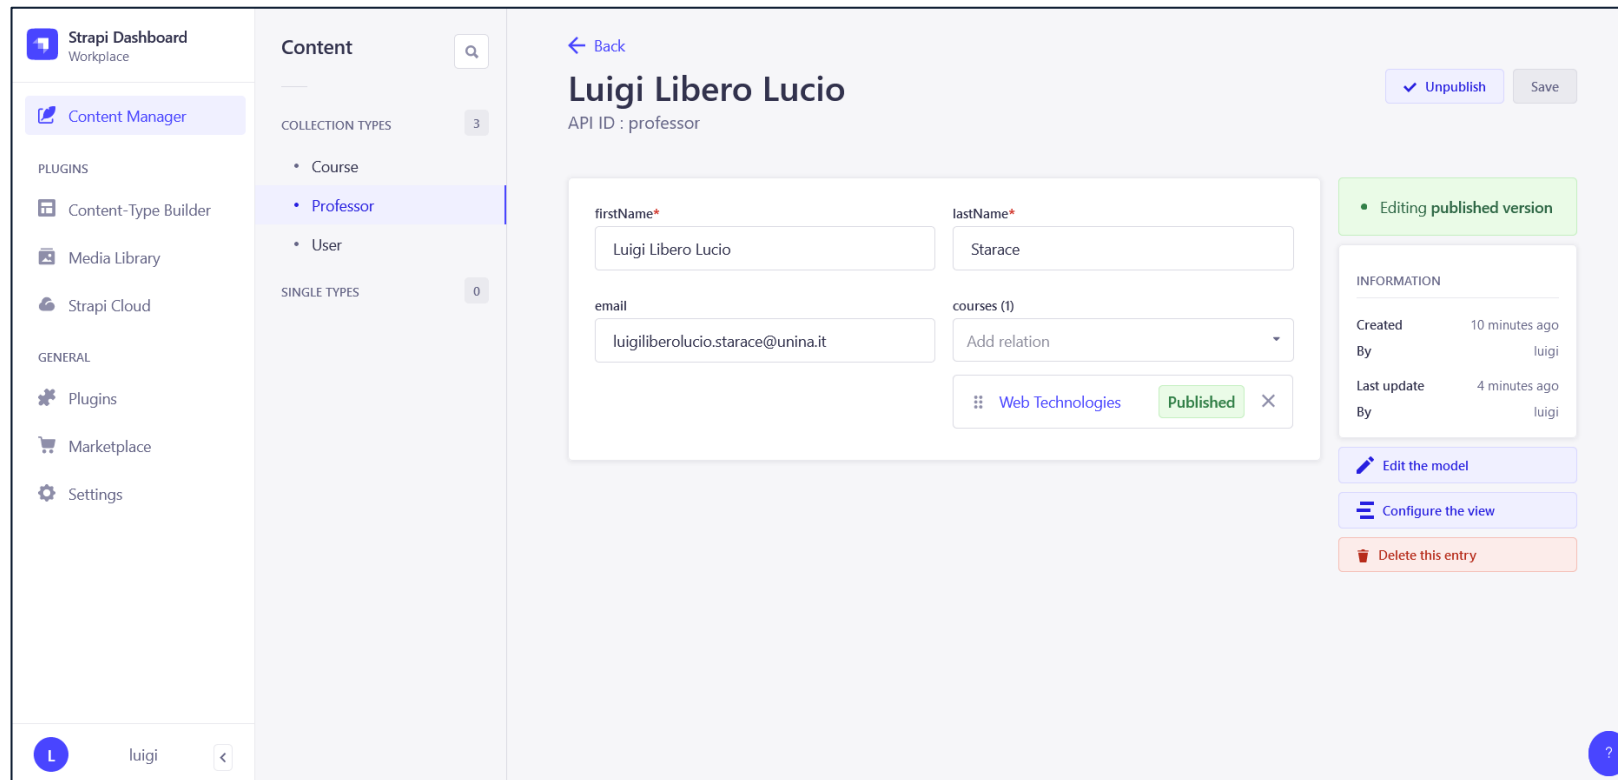 Strapi Dashboard
Workplace
Content Manager
PLUGINS
Content-Type Builder
Media Library
Strapi Cloud
GENERAL
Plugins
Marketplace
Settings
L
luigi
Content
COLLECTION TYPES 3
Course
Professor
User
SINGLE TYPES 0
Back
Luigi Libero Lucio
API ID : professor
Unpublish
Save
firstName*
Luigi Libero Lucio
lastName*
Starace
email
luigiliberolucio.starace@unina.it
courses (1)
Add relation
Web Technologies
Published
Editing published version
INFORMATION
Created 10 minutes ago
By luigi
Last update 4 minutes ago
By luigi
Edit the model
Configure the view
Delete this entry
?